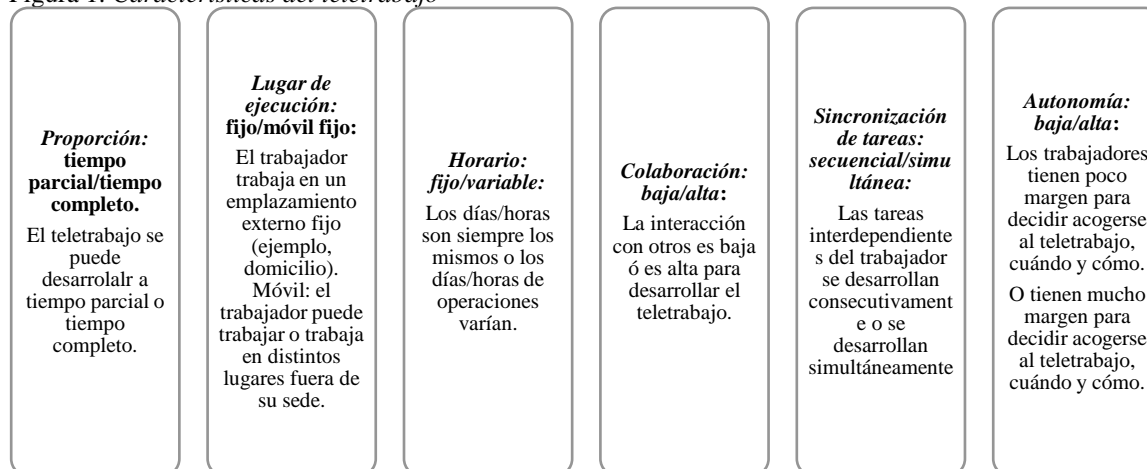 Figura 1. Características del teletrabajo
Proporción:
tiempo
parcial/tiempo
completo.
El teletrabajo se
puede
desarrolalr a
tiempo parcial o
tiempo
completo.
Lugar de
ejecución:
fijo/móvil fijo:
El trabajador
trabaja en un
emplazamiento
externo fijo
(ejemplo,
domicilio).
Móvil: el
trabajador puede
trabajar o trabaja
en distintos
lugares fuera de
su sede.
Horario:
fijo/variable:
Los días/horas
son siempre los
mismos o los
días/horas de
operaciones
varían.
Colaboración:
baja/alta:
La interacción
con otros es baja
ó es alta para
desarrollar el
teletrabajo.
Sincronización
de tareas:
secuencial/simu
ltánea:
Las tareas
interdependiente
s del trabajador
se desarrollan
consecutivament
e o se
desarrollan
simultáneamente
Autonomía:
baja/alta:
Los trabajadores
tienen poco
margen para
decidir acogerse
al teletrabajo,
cuándo y cómo.
O tienen mucho
margen para
decidir acogerse
al teletrabajo,
cuándo y cómo.